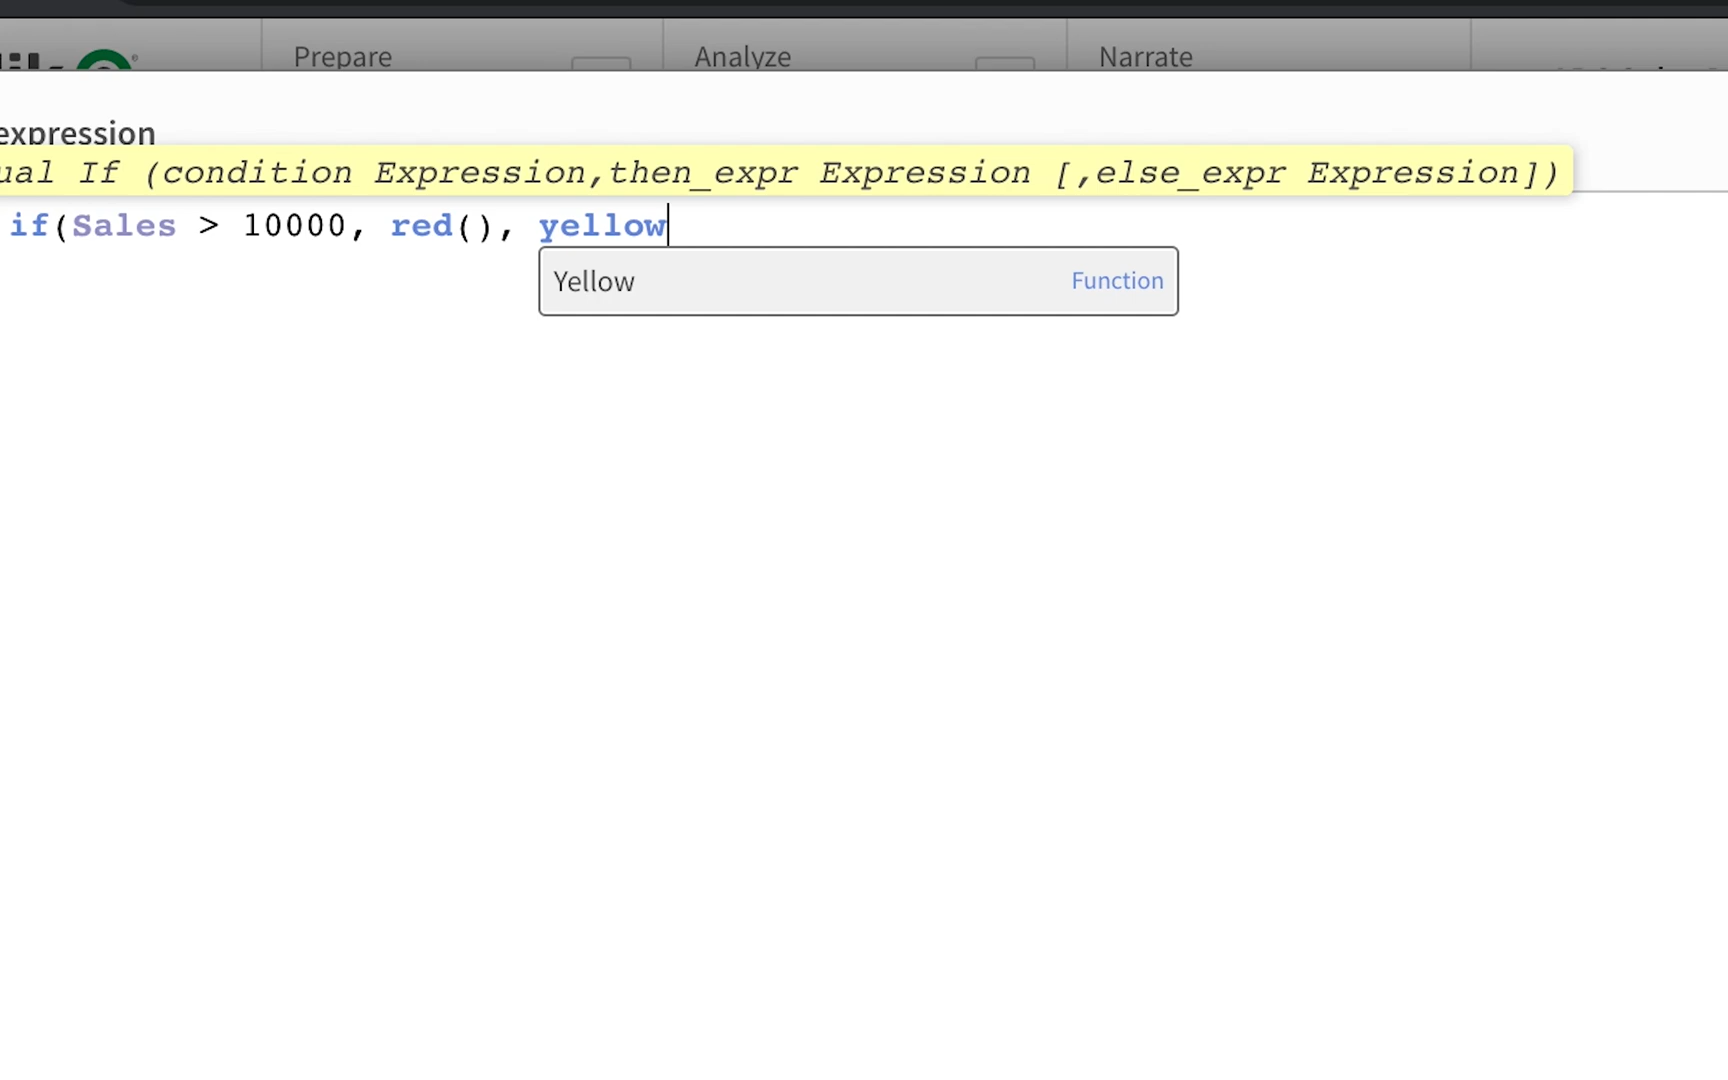 Prepare
Analyze
Narrate
expression
ual If (condition Expression,then_expr Expression [,else_expr Expression])
if(Sales > 10000, red(), yellow
Yellow
Function